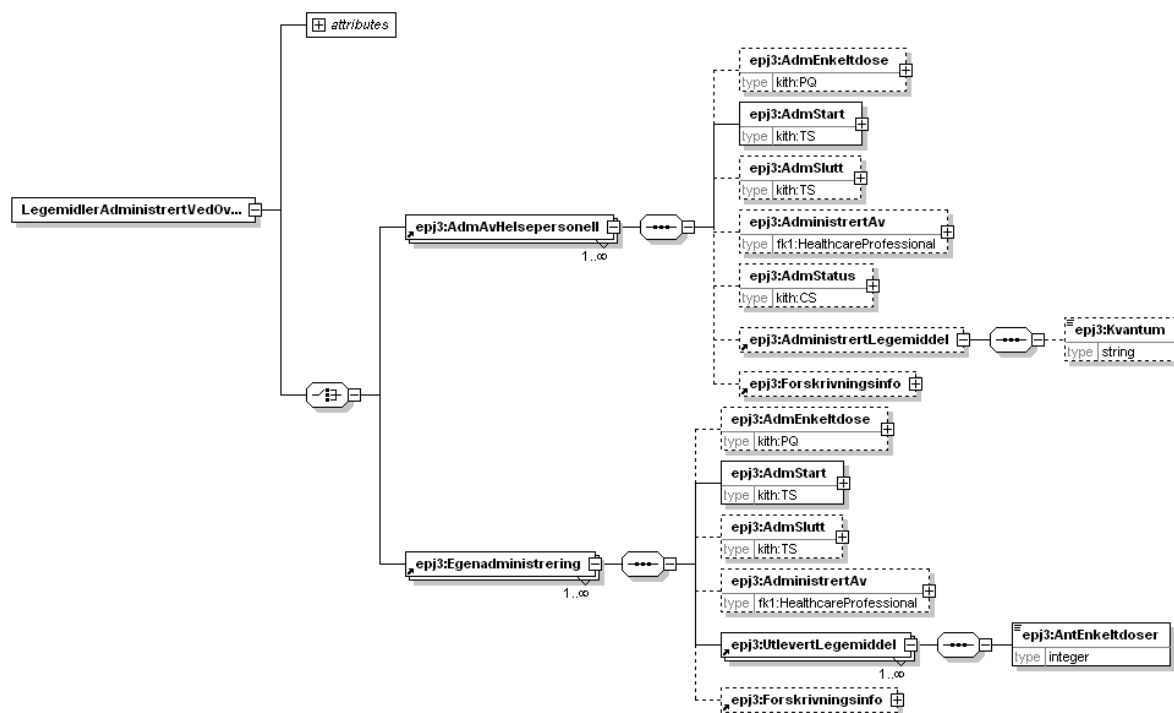 attributes
LegemidlerAdministrertVedOv...
epj3:AdmAvHelsepersonell
1..∞
epj3:AdmEnkeltdose
type kith:PQ
epj3:AdmStart
type kith:TS
epj3:AdmSlutt
type kith:TS
epj3:AdministrertAv
type fk1:HealthcareProfessional
epj3:AdmStatus
type kith:CS
epj3:AdministrertLegemiddel
epj3:Kvantum
type string
epj3:Forskrivningsinfo
epj3:Egenadministrering
1..∞
epj3:AdmEnkeltdose
type kith:PQ
epj3:AdmStart
type kith:TS
epj3:AdmSlutt
type kith:TS
epj3:AdministrertAv
type fk1:HealthcareProfessional
epj3:UtlevertLegemiddel
1..∞
epj3:AntEnkeltdoser
type integer
epj3:Forskrivningsinfo